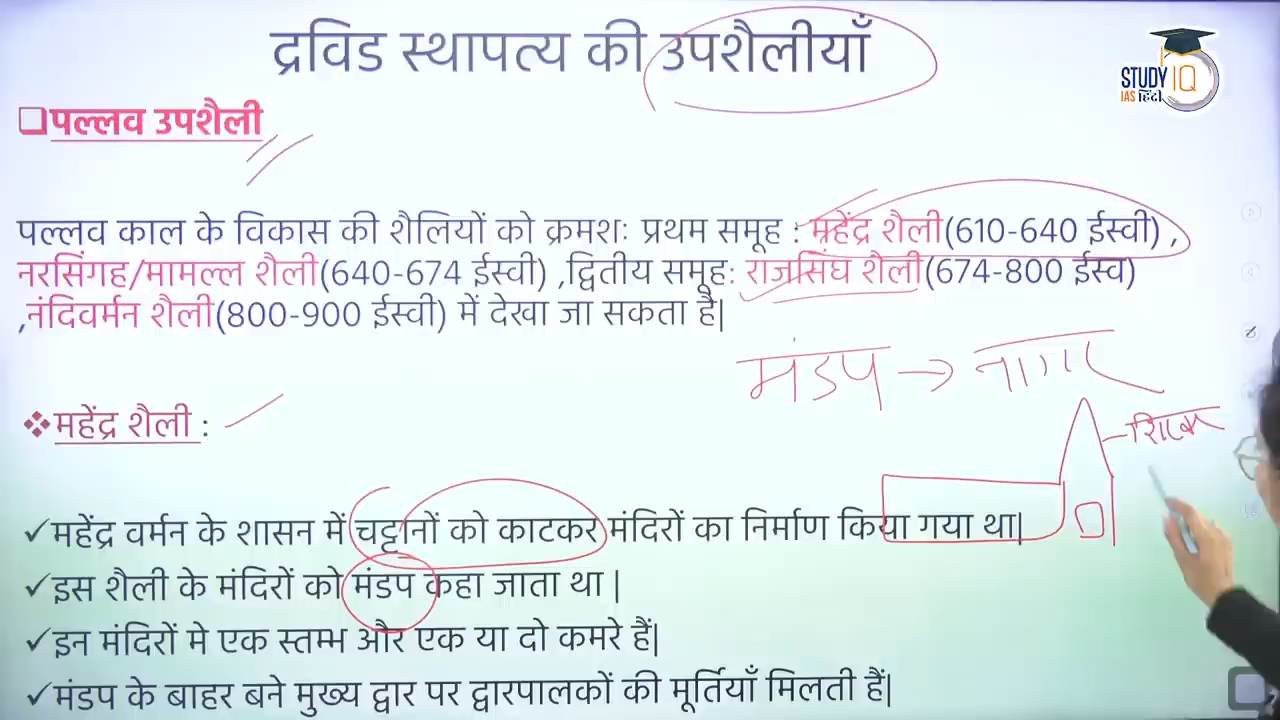 द्रविड स्थापत्य की उपशैलीयाँ
STUDY IQ
IAS हिंदी
❑पल्लव उपशैली
पल्लव काल के विकास की शैलियों को क्रमशः प्रथम समूह : महेंद्र शैली(610-640 ईस्वी) ,
नरसिंगह/मामल्ल शैली(640-674 ईस्वी) ,द्वितीय समूहः राजसिंघ शैली(674-800 ईस्व)
,नंदिवर्मन शैली(800-900 ईस्वी) में देखा जा सकता है|
मंडप → नागर
❖महेंद्र शैली :
✓महेंद्र वर्मन के शासन में चट्टानों को काटकर मंदिरों का निर्माण किया गया था|
✓इस शैली के मंदिरों को मंडप कहा जाता था |
✓इन मंदिरों मे एक स्तम्भ और एक या दो कमरे हैं|
✓मंडप के बाहर बने मुख्य द्वार पर द्वारपालकों की मूर्तियाँ मिलती हैं|